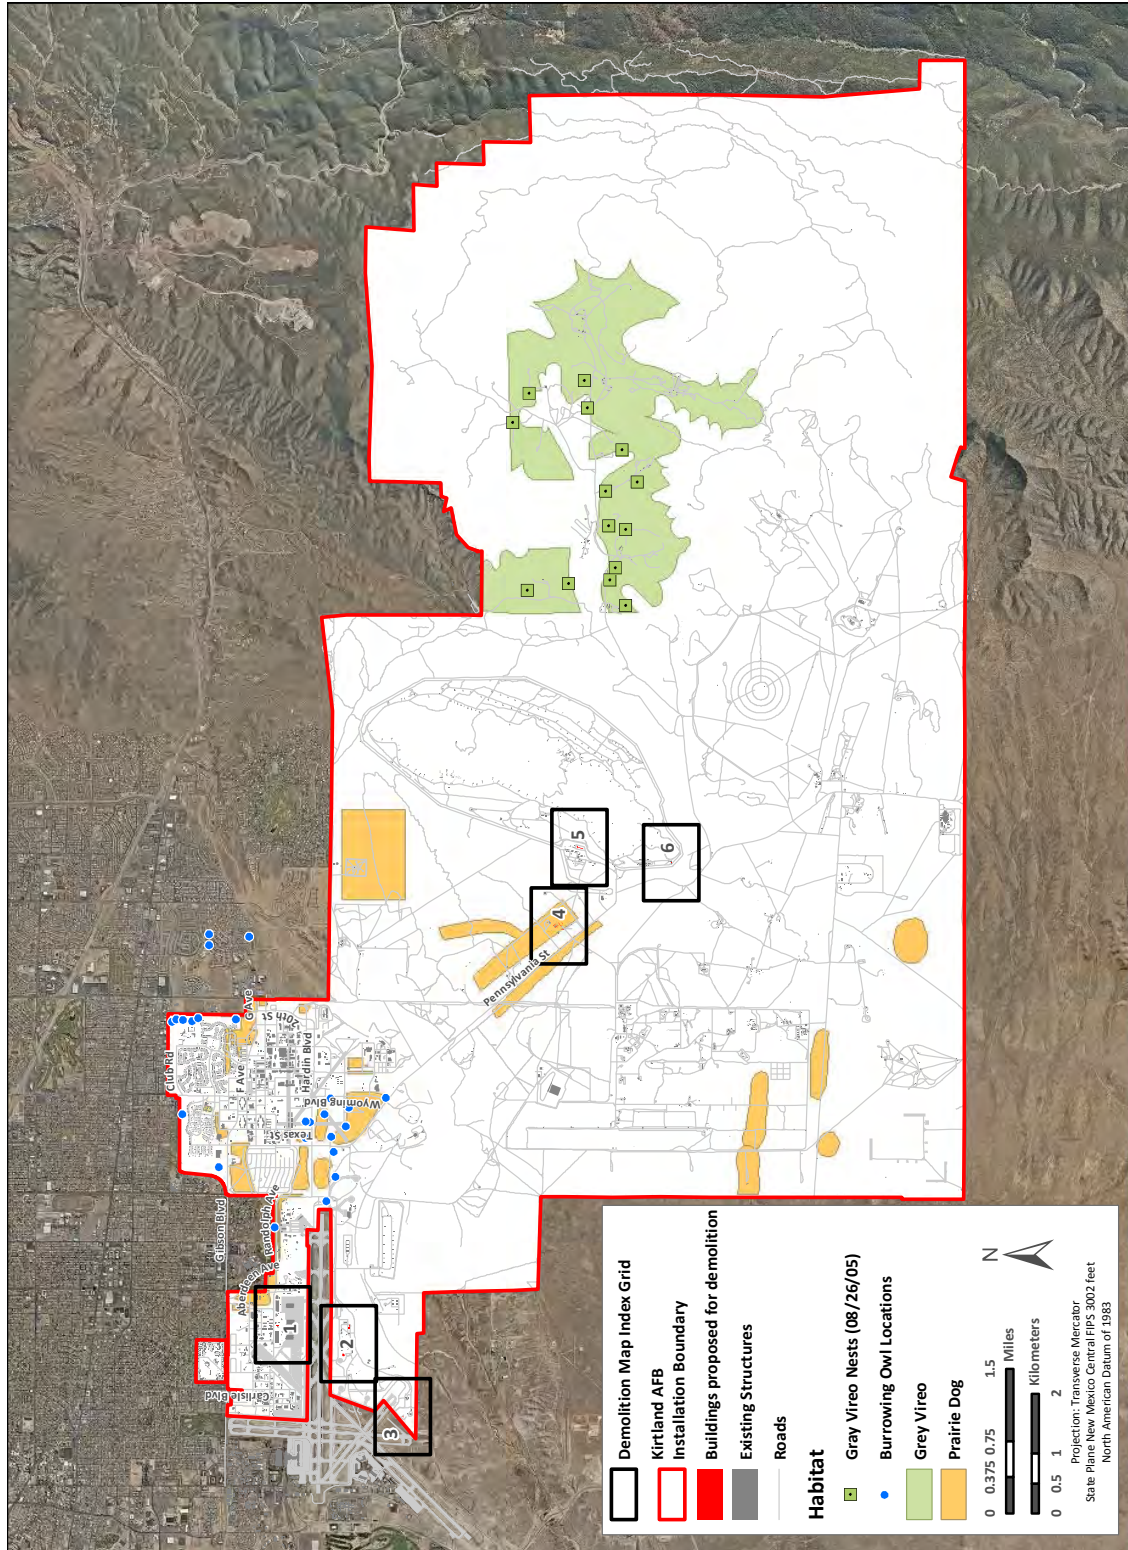 Club Rd
G Ave
20th St
F Ave
Hardin Blvd
Wyoming Blvd
Texas St
Gibson Blvd
Randolph Ave
Aberdeen Ave
Carlisle Blvd
Pennsylvania St
1
2
3
4
5
6
Demolition Map Index Grid
Kirtland AFB
Installation Boundary
Buildings proposed for demolition
Existing Structures
Roads
Habitat
Gray Vireo Nests (08/26/05)
Burrowing Owl Locations
Grey Vireo
Prairie Dog
N
0 0.375 0.75 1.5
Miles
Kilometers
0 0.5 1 2
Projection: Transverse Mercator
State Plane New Mexico Central FIPS 3002 feet
North American Datum of 1983